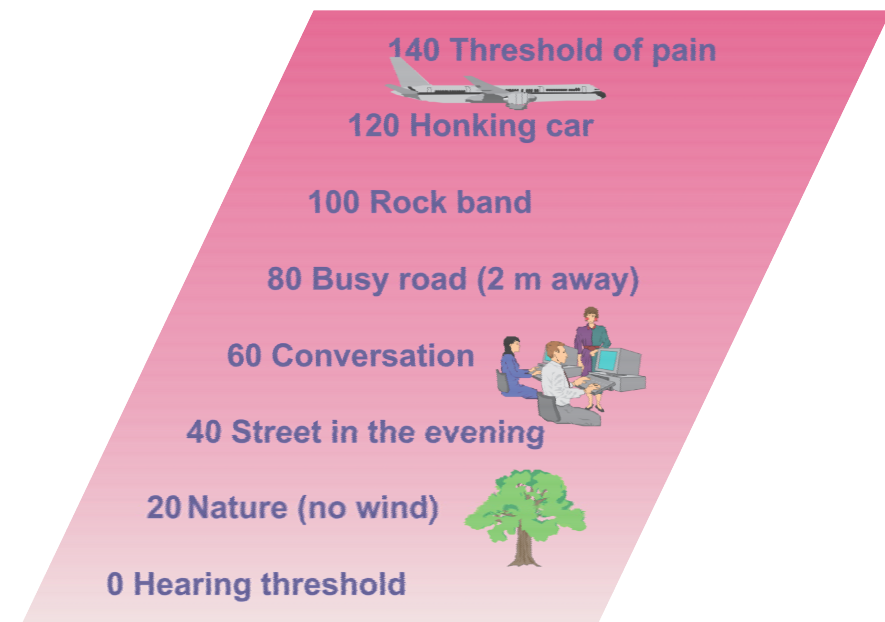 140 Threshold of pain
120 Honking car
100 Rock band
80 Busy road (2 m away)
60 Conversation
40 Street in the evening
20 Nature (no wind)
0 Hearing threshold